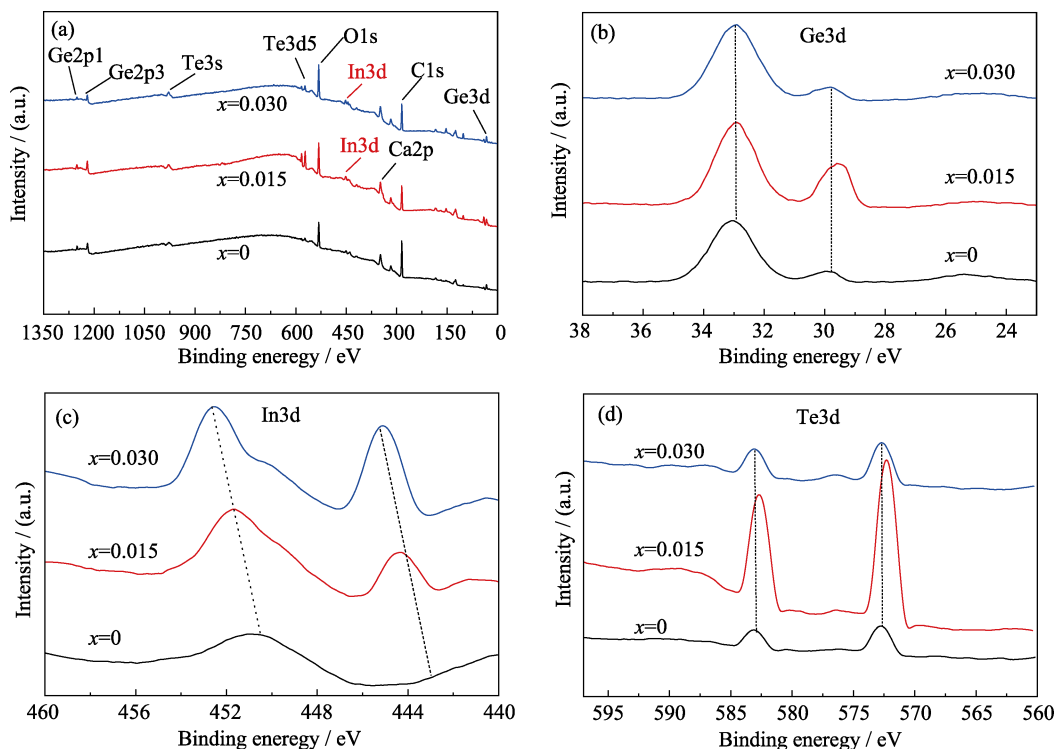 (a)
Ge2p1
Ge2p3
Te3s
Te3d5
O1s
In3d
C1s
Ge3d
x=0.030
In3d
Ca2p
x=0.015
x=0
Intensity / (a.u.)
1350 1200 1050 900 750 600 450 300 150 0
Binding eneregy / eV
(b)
Ge3d
x=0.030
x=0.015
x=0
Intensity / (a.u.)
38 36 34 32 30 28 26 24
Binding eneregy / eV
(c)
In3d
x=0.030
x=0.015
x=0
Intensity / (a.u.)
460 456 452 448 444 440
Binding eneregy / eV
(d)
Te3d
x=0.030
x=0.015
x=0
Intensity / (a.u.)
595 590 585 580 575 570 565 560
Binding eneregy / eV